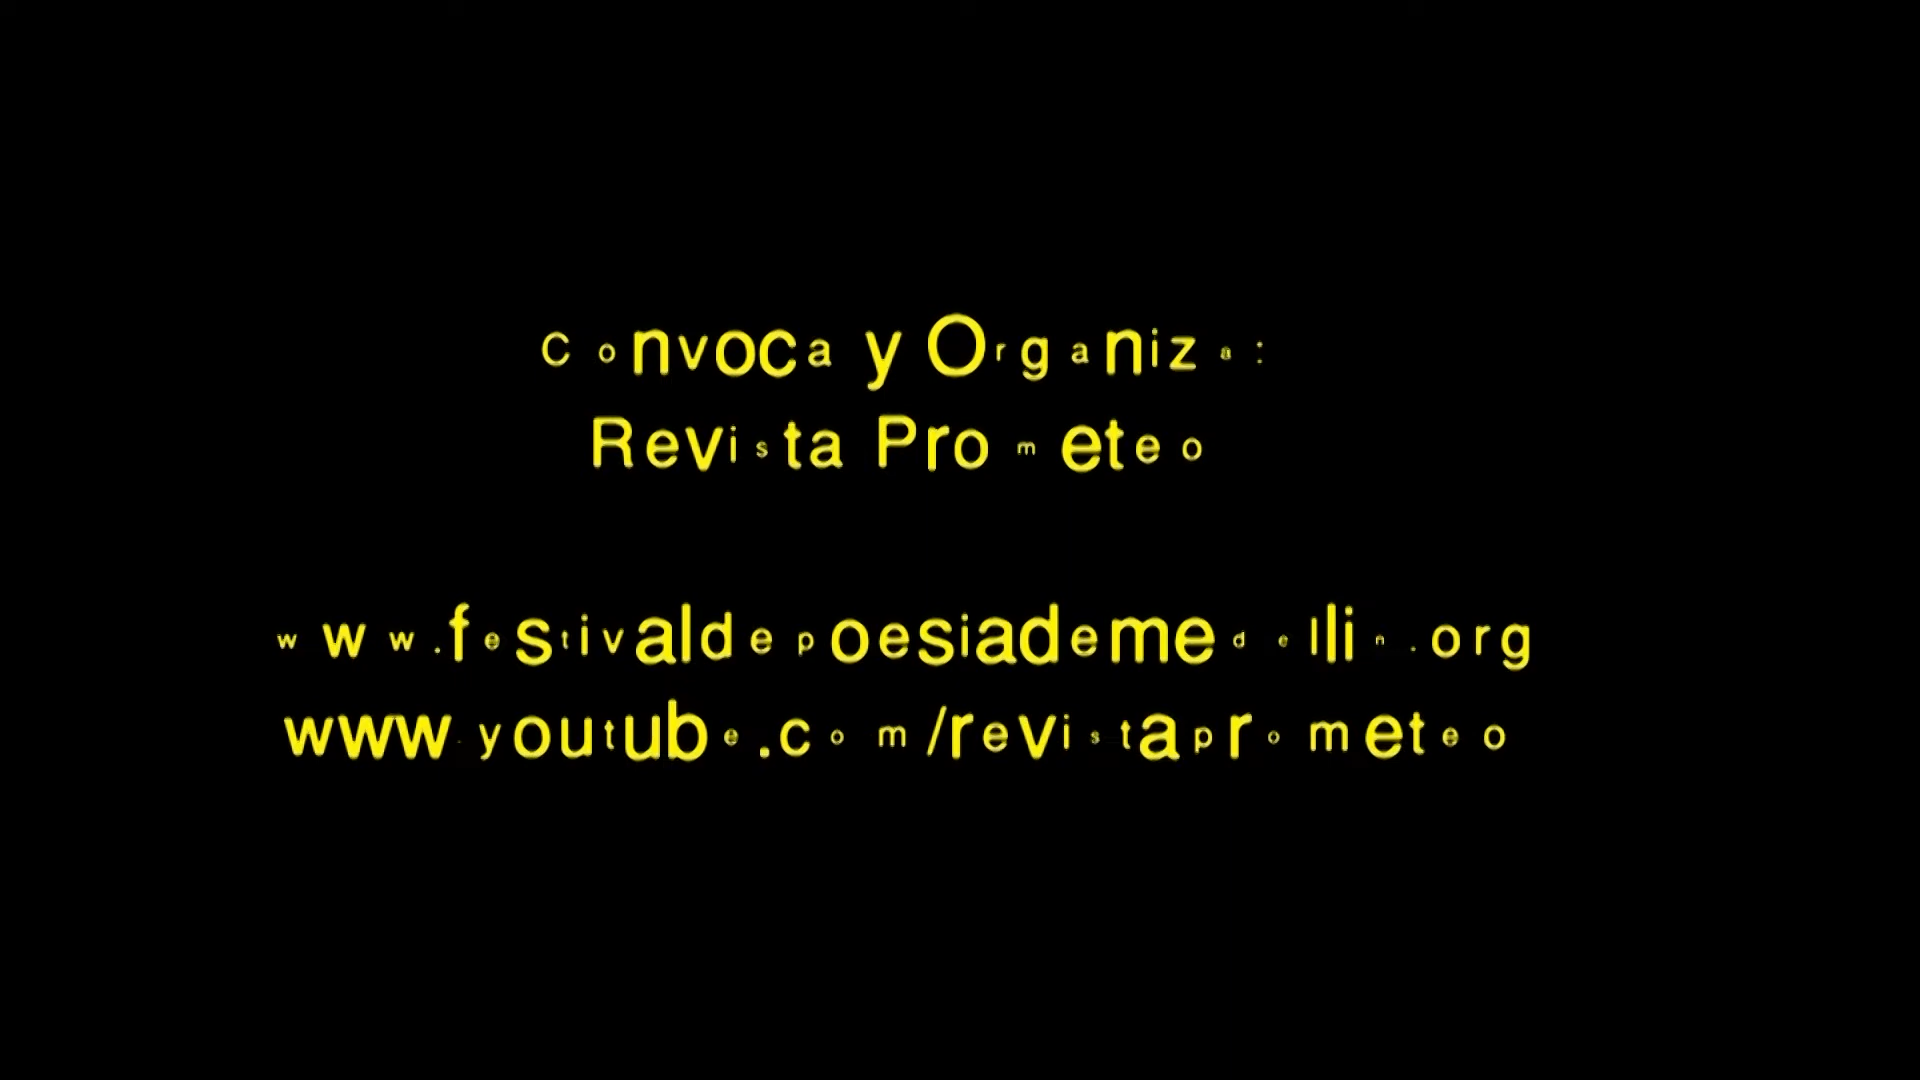 Convoca y Organiza:
Revista Prometeo
www.festivaldepoesiademedellin.org
www.youtube.com/revistaprometeo